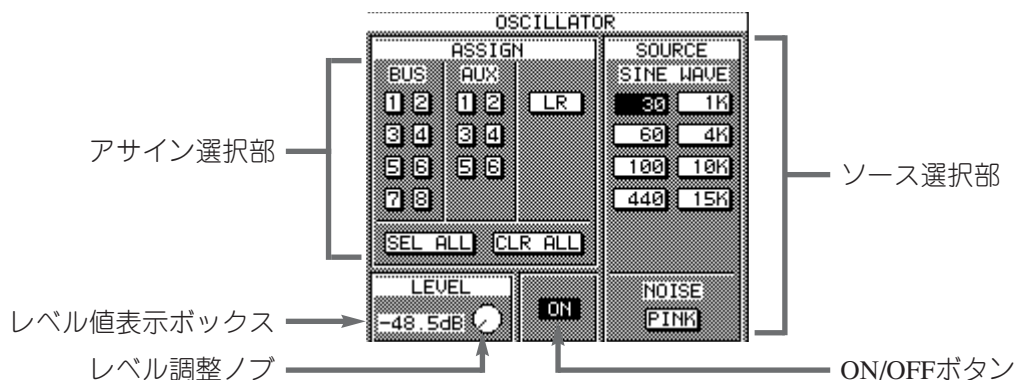 OSCILLATOR
ASSIGN
BUS AUX
1 2 1 2 LR
3 4 3 4
5 6 5 6
7 8
SEL ALL CLR ALL
SOURCE
SINE WAVE
30 1K
60 4K
100 10K
440 15K
LEVEL
-48.5dB
ON
NOISE
PINK
アサイン選択部
ソース選択部
レベル値表示ボックス
レベル調整ノブ
ON/OFFボタン